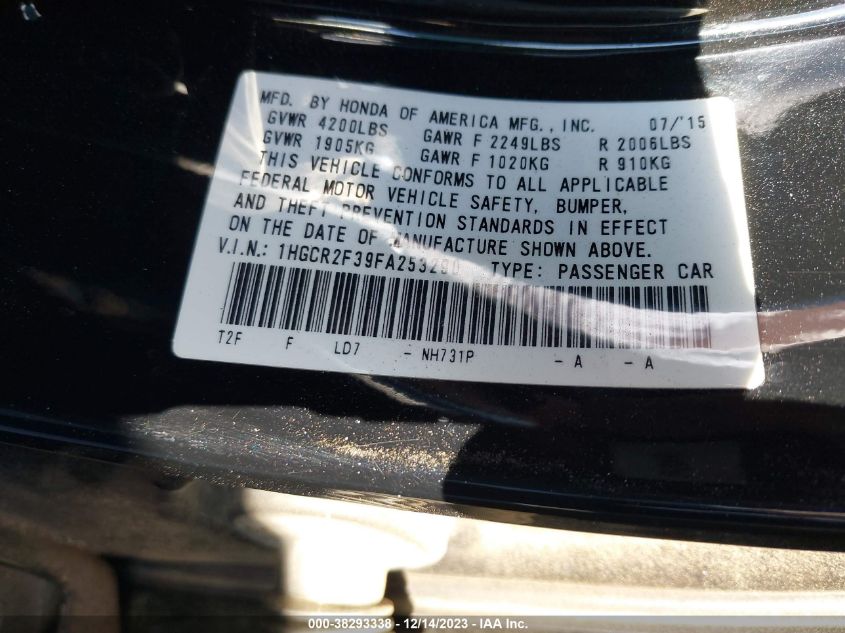 MFD. BY HONDA OF AMERICA MFG., INC. 07/'15
GVWR 4200LBS GAWR F 2249LBS R 2006LBS
GVWR 1905KG GAWR F 1020KG R 910KG
THIS VEHICLE CONFORMS TO ALL APPLICABLE
FEDERAL MOTOR VEHICLE SAFETY, BUMPER,
AND THEFT PREVENTION STANDARDS IN EFFECT
ON THE DATE OF MANUFACTURE SHOWN ABOVE.
V.I.N.: 1HGCR2F39FA253290 TYPE: PASSENGER CAR
T2F F LD7 - NH731P - A - A
000-38293338 - 12/14/2023 - IAA Inc.